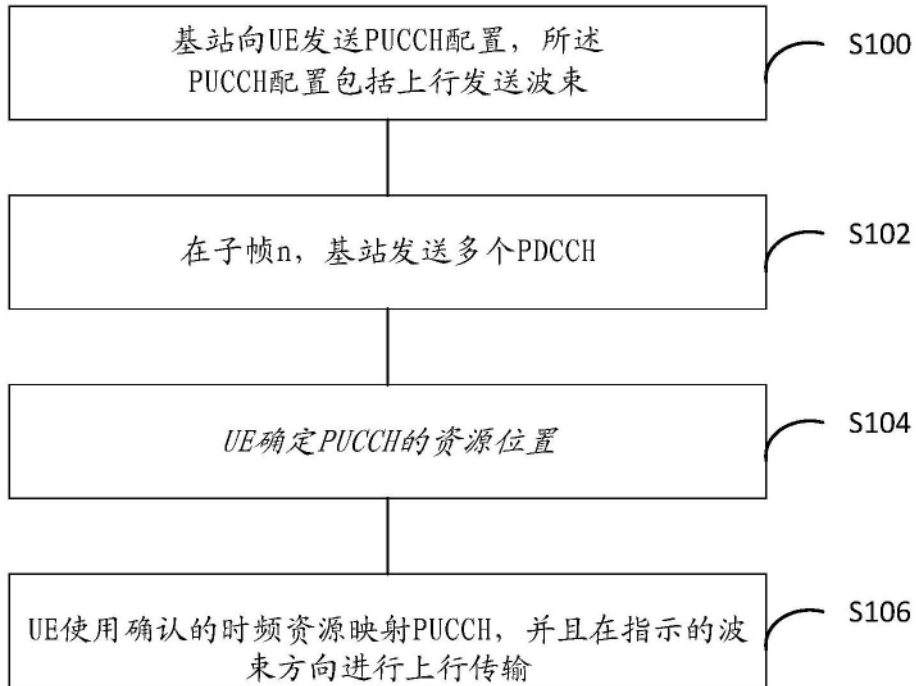 基站向UE发送PUCCH配置，所述
PUCCH配置包括上行发送波束
S100
在子帧n，基站发送多个PDCCH
S102
UE确定PUCCH的资源位置
S104
UE使用确认的时频资源映射PUCCH，并且在指示的波
束方向进行上行传输
S106